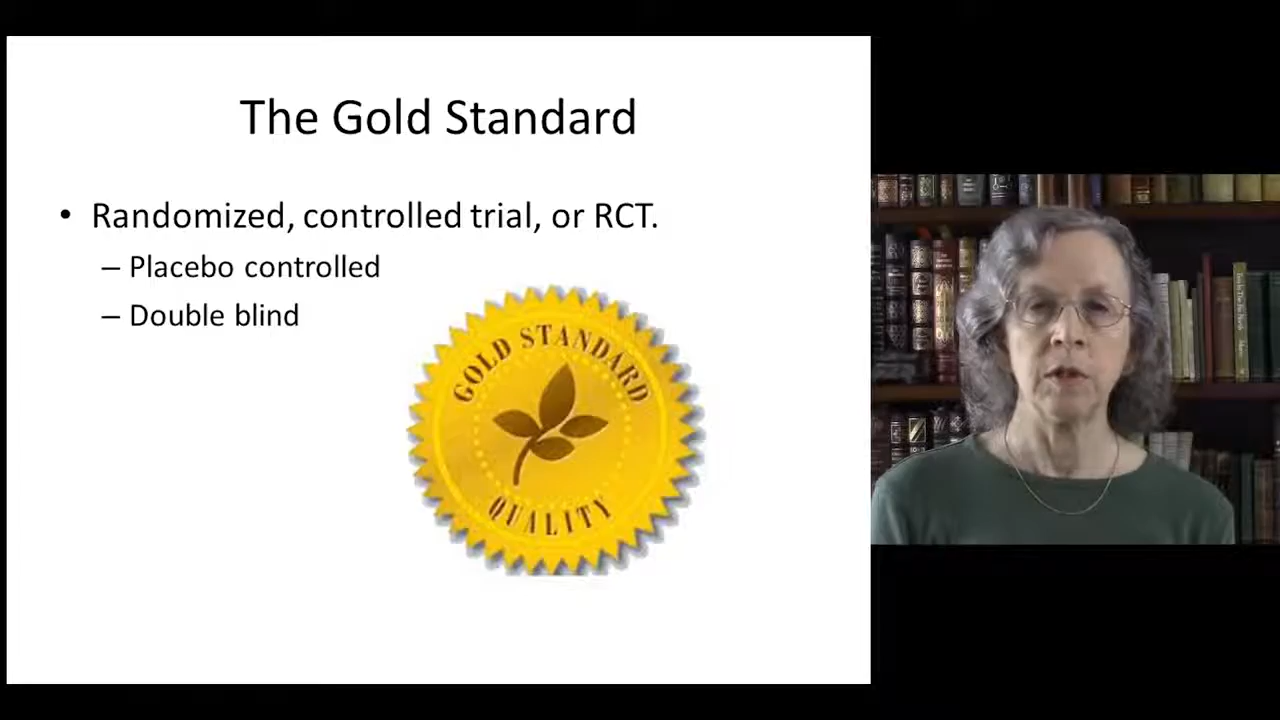 The Gold Standard
• Randomized, controlled trial, or RCT.
– Placebo controlled
– Double blind
GOLD STANDARD
QUALITY